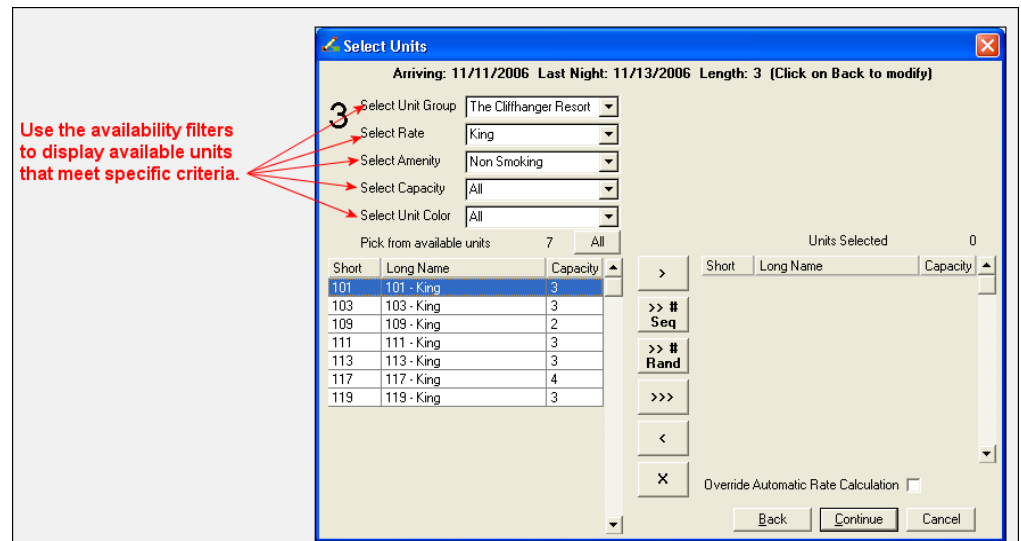 Select Units
Arriving: 11/11/2006 Last Night: 11/13/2006 Length: 3 (Click on Back to modify)
3
Select Unit Group The Cliffhanger Resort
Select Rate King
Select Amenity Non Smoking
Select Capacity All
Select Unit Color All
Use the availability filters
to display available units
that meet specific criteria.
Pick from available units 7 All
Short Long Name Capacity
101 101 - King 3
103 103 - King 3
109 109 - King 2
111 111 - King 3
113 113 - King 3
117 117 - King 4
119 119 - King 3
>
>> #
Seq
>> #
Rand
>>>
<
X
Units Selected 0
Short Long Name Capacity
Override Automatic Rate Calculation
Back Continue Cancel